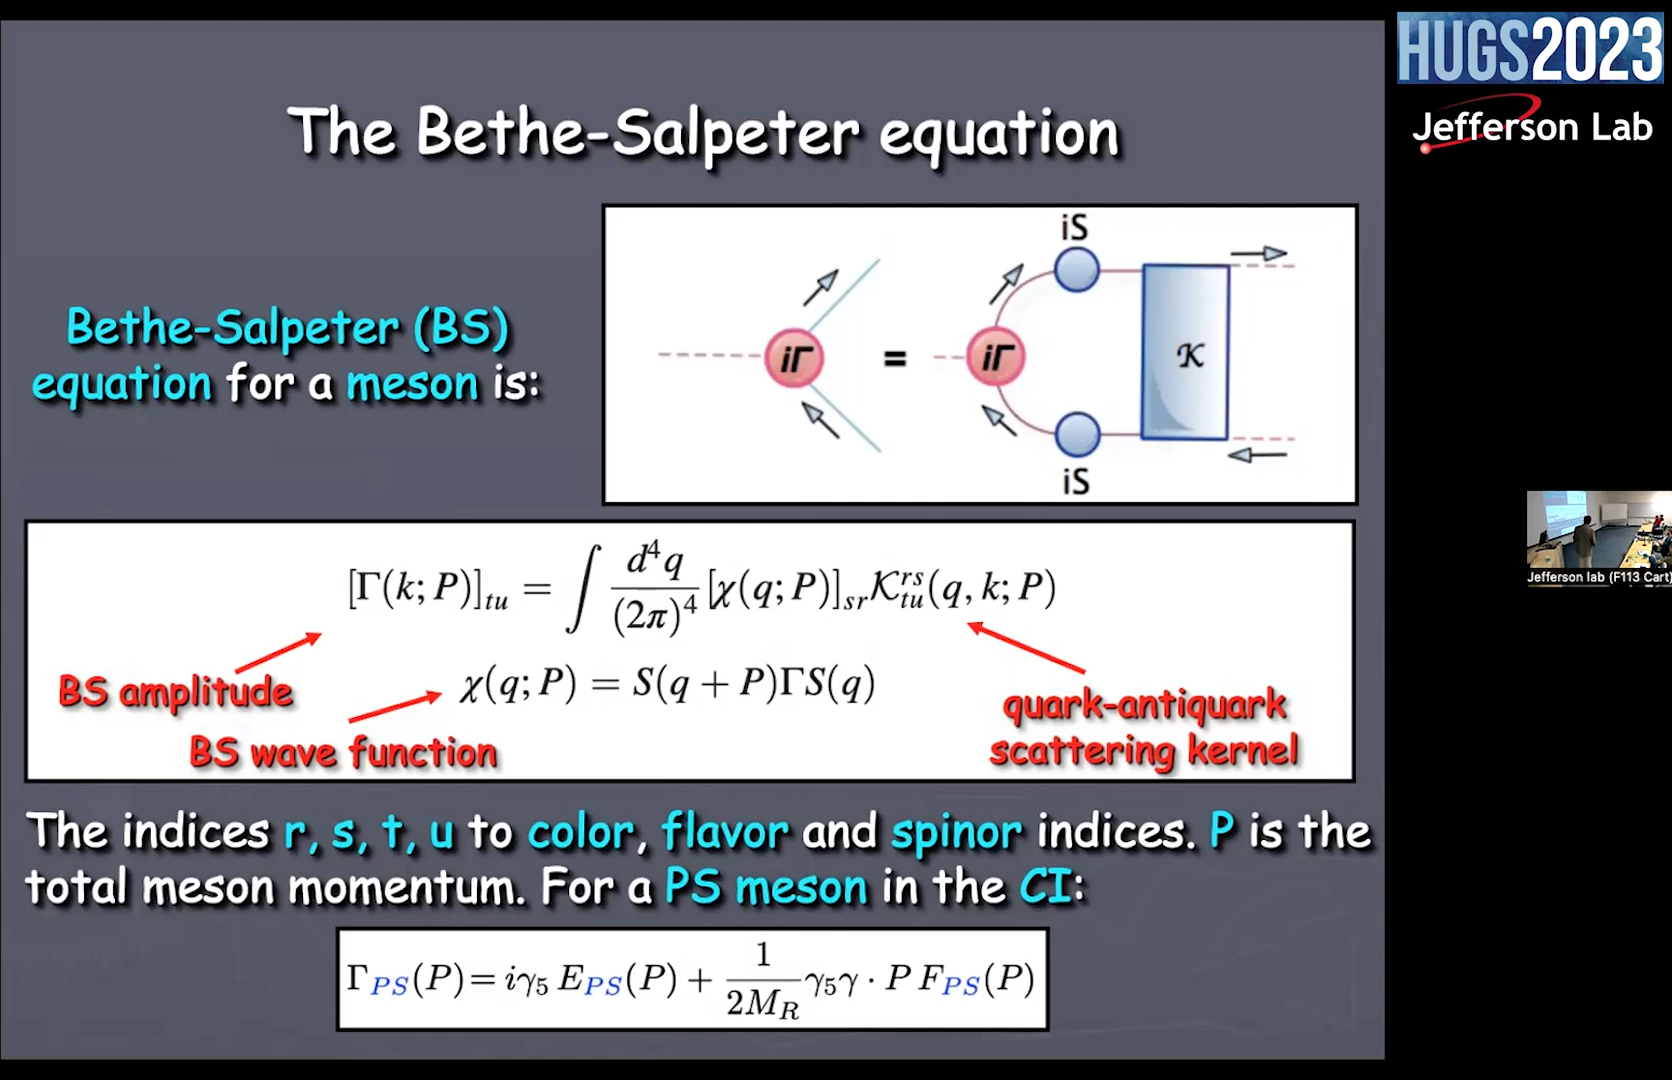 HUGS2023
Jefferson Lab
The Bethe-Salpeter equation
Bethe-Salpeter (BS)
equation for a meson is:
iS
iΓ = iΓ K
iS
[Γ(k; P)]_{tu} = ∫ d⁴q/(2π)⁴ [χ(q; P)]_{sr} K^{rs}_{tu}(q, k; P)
BS amplitude
χ(q; P) = S(q + P)ΓS(q)
BS wave function
quark-antiquark
scattering kernel
The indices r, s, t, u to color, flavor and spinor indices. P is the
total meson momentum. For a PS meson in the CI:
Γ_{PS}(P) = iγ₅ E_{PS}(P) + 1/(2M_R) γ₅γ · P F_{PS}(P)
Jefferson lab (F113 Cart)